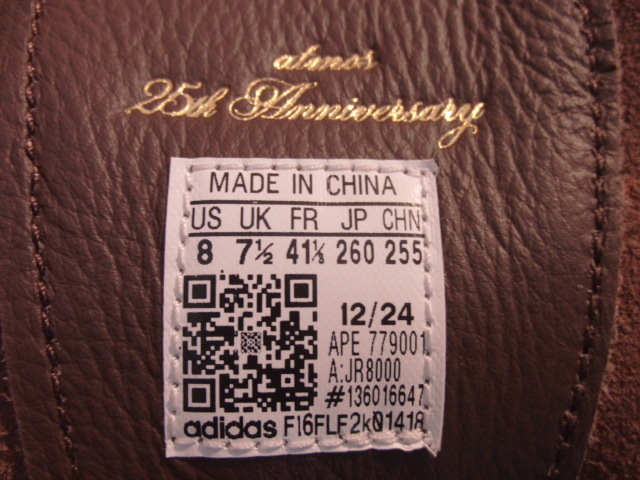 atmos
25th Anniversary
MADE IN CHINA
US UK FR JP CHN
8 7½ 41⅓ 260 255
12/24
APE 779001
A:JR8000
#136016647
adidas